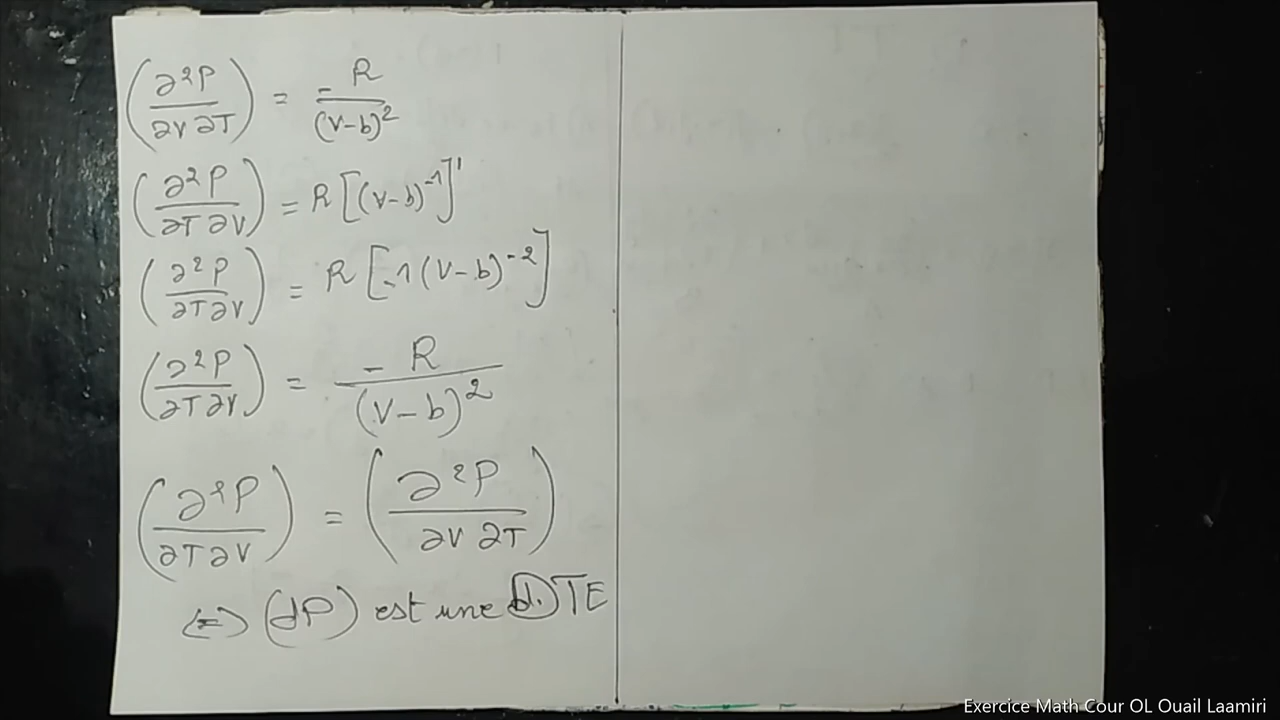 (∂²P / ∂V ∂T) = - R / (V-b)²
(∂²P / ∂T ∂V) = R [(V-b)⁻¹]'
(∂²P / ∂T ∂V) = R [-1 (V-b)⁻²]
(∂²P / ∂T ∂V) = - R / (V-b)²
(∂²P / ∂T ∂V) = (∂²P / ∂V ∂T)
(=) (dP) est une d.TE
Exercice Math Cour OL Ouail Laamiri